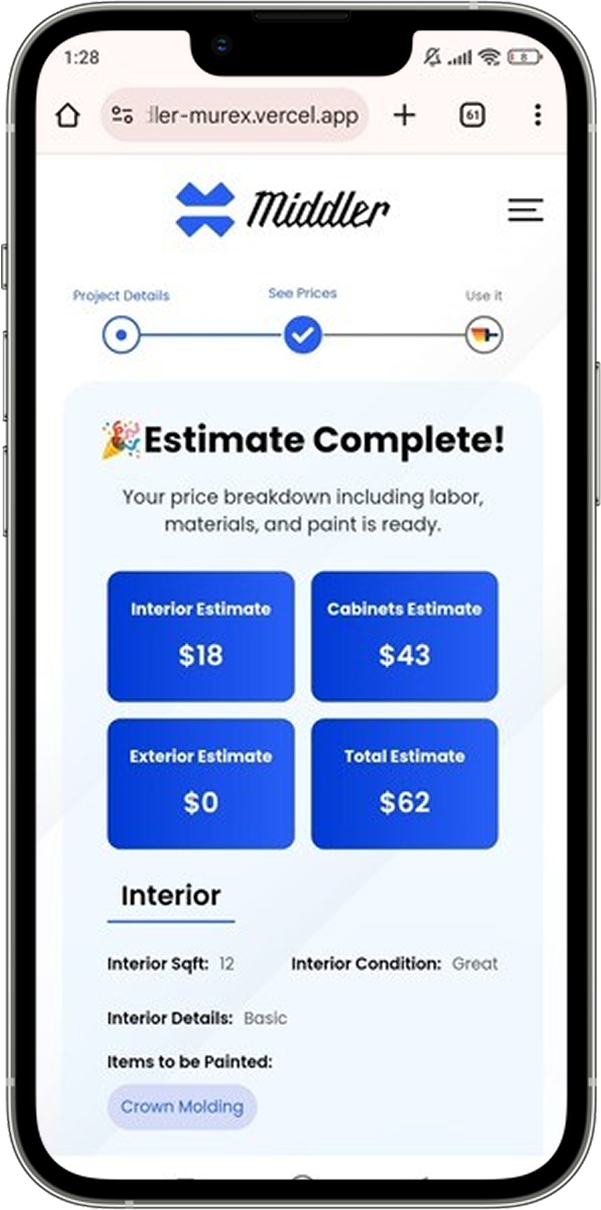 1:28
8
dler-murex.vercel.app
61
Middler
Project Details
See Prices
Use it
Estimate Complete!
Your price breakdown including labor,
materials, and paint is ready.
Interior Estimate
$18
Cabinets Estimate
$43
Exterior Estimate
$0
Total Estimate
$62
Interior
Interior Sqft: 12
Interior Condition: Great
Interior Details: Basic
Items to be Painted:
Crown Molding